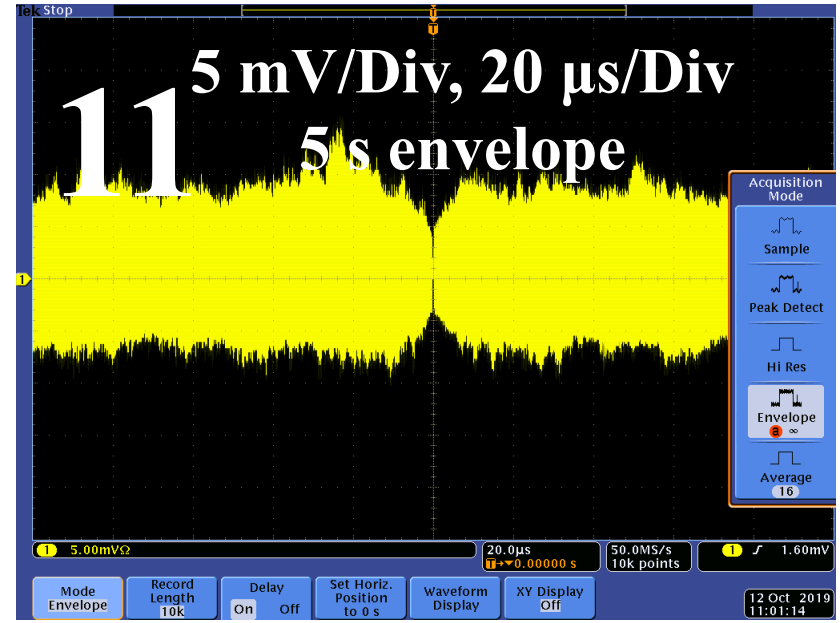 Tek Stop
T
T
11
5 mV/Div, 20 µs/Div
5 s envelope
Acquisition
Mode
Sample
Peak Detect
Hi Res
Envelope
a ∞
Average
16
1
1 5.00mVΩ
20.0µs
T→▼0.00000 s
50.0MS/s
10k points
1 ʃ 1.60mV
Mode
Envelope
Record
Length
10k
Delay
On Off
Set Horiz.
Position
to 0 s
Waveform
Display
XY Display
Off
12 Oct 2019
11:01:14